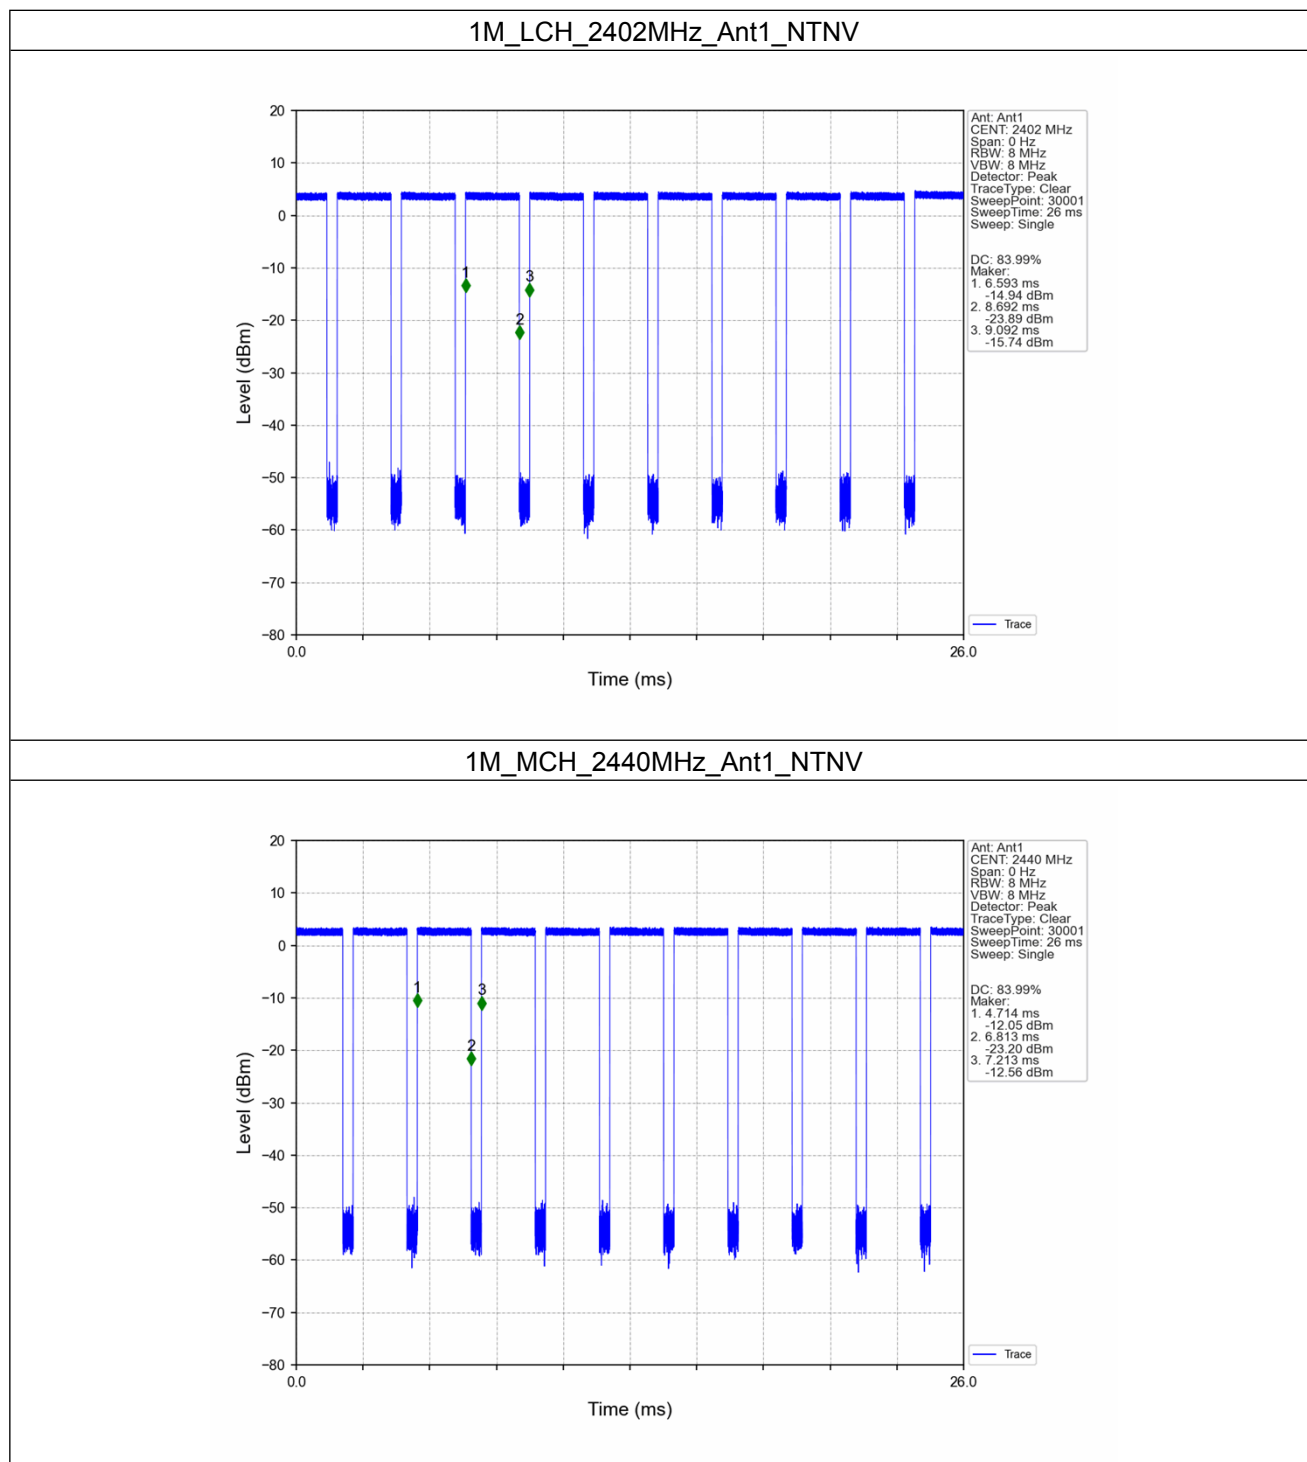 1M_LCH_2402MHz_Ant1_NTNV
20
10
0
−10
−20
−30
−40
−50
−60
−70
−80
Level (dBm)
0.0
26.0
Time (ms)
1
2
3
Ant: Ant1
CENT: 2402 MHz
Span: 0 Hz
RBW: 8 MHz
VBW: 8 MHz
Detector: Peak
TraceType: Clear
SweepPoint: 30001
SweepTime: 26 ms
Sweep: Single
DC: 83.99%
Maker:
1. 6.593 ms
-14.94 dBm
2. 8.692 ms
-23.89 dBm
3. 9.092 ms
-15.74 dBm
Trace
1M_MCH_2440MHz_Ant1_NTNV
20
10
0
−10
−20
−30
−40
−50
−60
−70
−80
Level (dBm)
0.0
26.0
Time (ms)
1
2
3
Ant: Ant1
CENT: 2440 MHz
Span: 0 Hz
RBW: 8 MHz
VBW: 8 MHz
Detector: Peak
TraceType: Clear
SweepPoint: 30001
SweepTime: 26 ms
Sweep: Single
DC: 83.99%
Maker:
1. 4.714 ms
-12.05 dBm
2. 6.813 ms
-23.20 dBm
3. 7.213 ms
-12.56 dBm
Trace